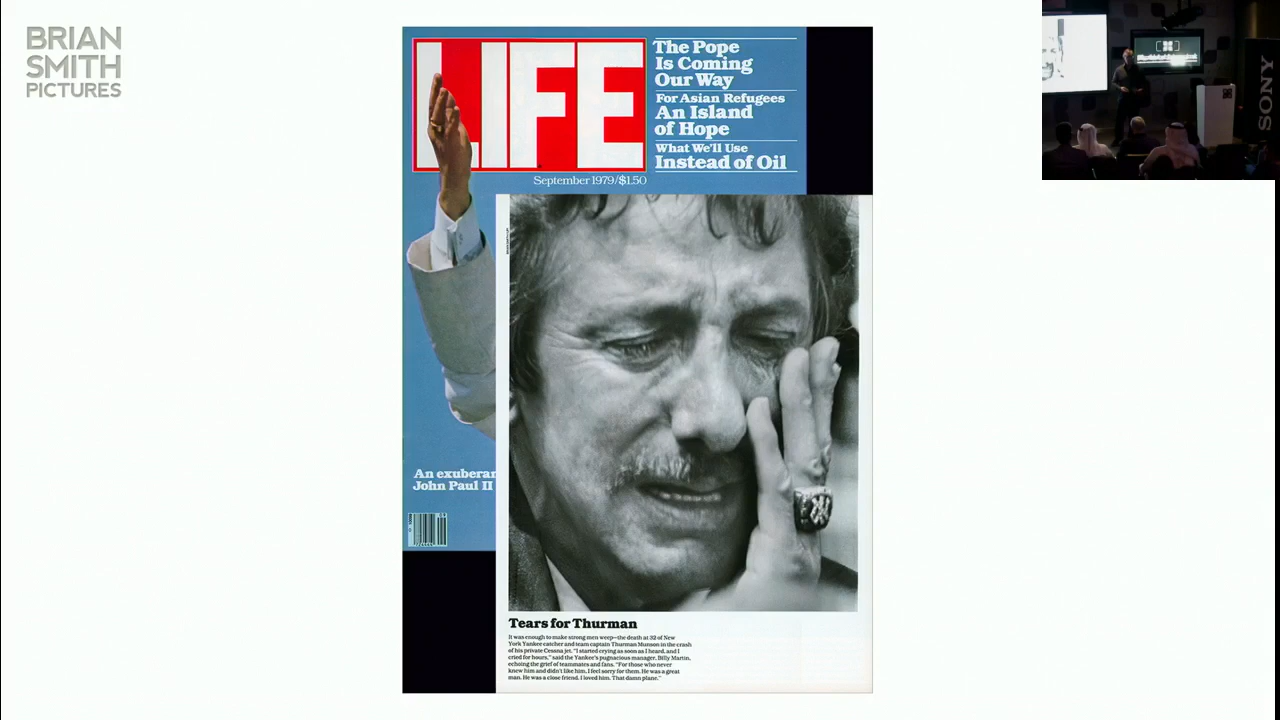 BRIAN
SMITH
PICTURES
LIFE
The Pope
Is Coming
Our Way
For Asian Refugees
An Island
of Hope
What We'll Use
Instead of Oil
September 1979/$1.50
An exuberan
John Paul II
Tears for Thurman
It was enough to make strong men weep—the death at 32 of New
York Yankee catcher and team captain Thurman Munson in the crash
of his private Cessna jet. "I started crying as soon as I heard, and I
cried for hours," said the Yankee's pugnacious manager, Billy Martin,
echoing the grief of teammates and fans. "For those who never
knew him and didn't like him, I feel sorry for them. He was a great
man. He was a close friend. I loved him. That damn plane."
SONY